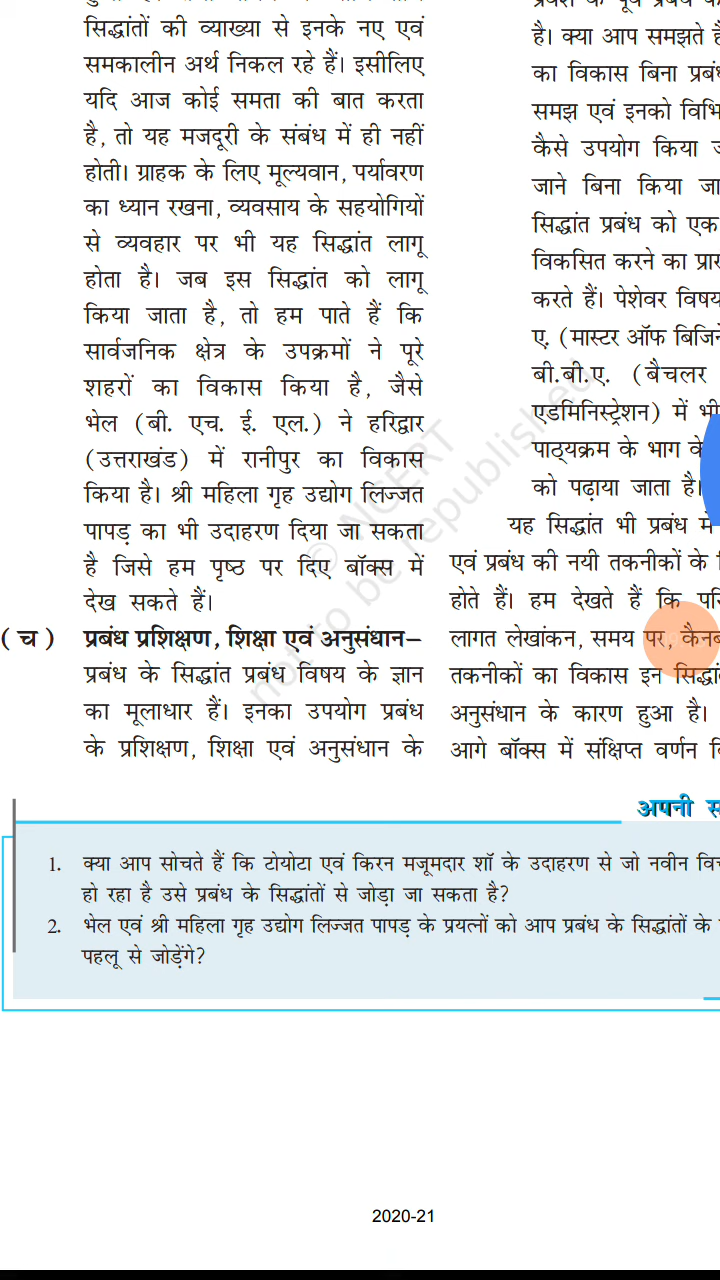 सिद्धांतों की व्याख्या से इनके नए एवं
समकालीन अर्थ निकल रहे हैं। इसीलिए
यदि आज कोई समता की बात करता
है, तो यह मजदूरी के संबंध में ही नहीं
होती। ग्राहक के लिए मूल्यवान, पर्यावरण
का ध्यान रखना, व्यवसाय के सहयोगियों
से व्यवहार पर भी यह सिद्धांत लागू
होता है। जब इस सिद्धांत को लागू
किया जाता है, तो हम पाते हैं कि
सार्वजनिक क्षेत्र के उपक्रमों ने पूरे
शहरों का विकास किया है, जैसे
भेल (बी. एच. ई. एल.) ने हरिद्वार
(उत्तराखंड) में रानीपुर का विकास
किया है। श्री महिला गृह उद्योग लिज्जत
पापड़ का भी उदाहरण दिया जा सकता
है जिसे हम पृष्ठ पर दिए बॉक्स में
देख सकते हैं।
(च) प्रबंध प्रशिक्षण, शिक्षा एवं अनुसंधान–
प्रबंध के सिद्धांत प्रबंध विषय के ज्ञान
का मूलाधार हैं। इनका उपयोग प्रबंध
के प्रशिक्षण, शिक्षा एवं अनुसंधान के
है। क्या आप समझते
का विकास बिना
समझ एवं इनको
कैसे उपयोग किया
जाने बिना किया
सिद्धांत प्रबंध को एक
विकसित करने का
करते हैं। पेशेवर
ए. (मास्टर ऑफ
बी.बी.ए. (बैचलर
एडमिनिस्ट्रेशन) में भी
पाठ्यक्रम के भाग के
को पढ़ाया जाता है।
यह सिद्धांत भी प्रबंध में
एवं प्रबंध की नयी तकनीकों के
होते हैं। हम देखते हैं कि
लागत लेखांकन, समय पर,
तकनीकों का विकास इन
अनुसंधान के कारण हुआ है।
आगे बॉक्स में संक्षिप्त वर्णन
© NCERT
not to be republished
अपनी
1. क्या आप सोचते हैं कि टोयोटा एवं किरन मजूमदार शॉ के उदाहरण से जो नवीन
हो रहा है उसे प्रबंध के सिद्धांतों से जोड़ा जा सकता है?
2. भेल एवं श्री महिला गृह उद्योग लिज्जत पापड़ के प्रयत्नों को आप प्रबंध के सिद्धांतों के
पहलू से जोड़ेंगे?
2020-21